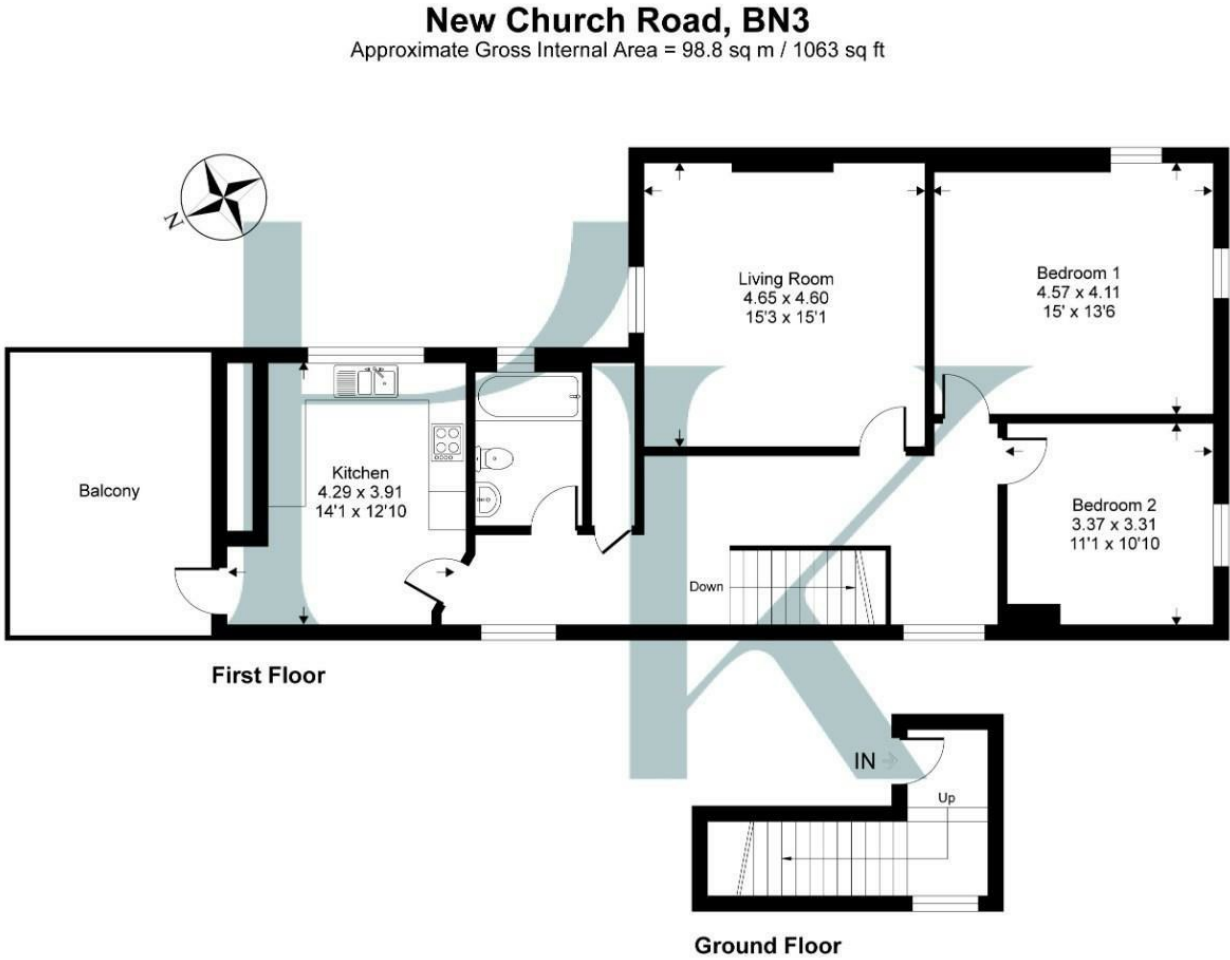 New Church Road, BN3
Approximate Gross Internal Area = 98.8 sq m / 1063 sq ft
N
Living Room
4.65 x 4.60
15'3 x 15'1
Bedroom 1
4.57 x 4.11
15' x 13'6
Balcony
Kitchen
4.29 x 3.91
14'1 x 12'10
Bedroom 2
3.37 x 3.31
11'1 x 10'10
Down
First Floor
IN
Up
Ground Floor